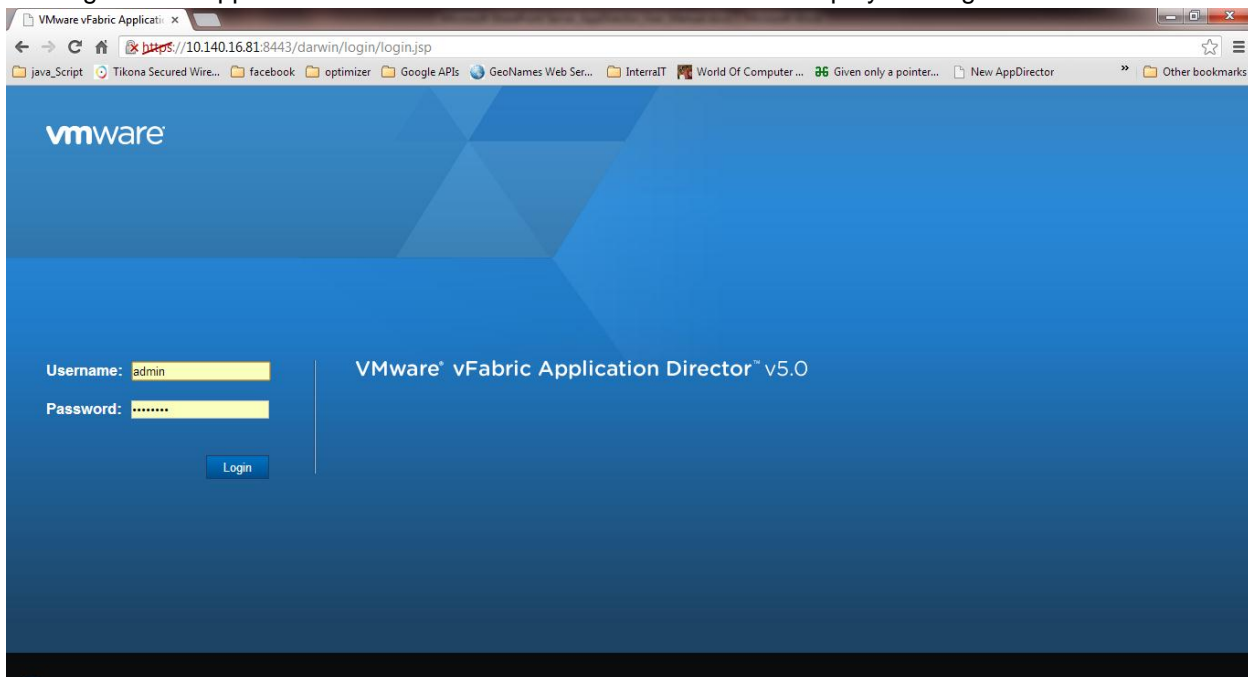 VMware vFabric Applicatio
https://10.140.16.81:8443/darwin/login/login.jsp
java_Script Tikona Secured Wire... facebook optimizer Google APIs GeoNames Web Ser... InterraIT World Of Computer ... Given only a pointer... New AppDirector » Other bookmarks
vmware
Username: admin
VMware® vFabric Application Director™ v5.0
Password: ••••••••
Login